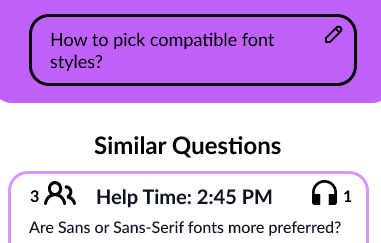 How to pick compatible font
styles?
Similar Questions
3 Help Time: 2:45 PM 1
Are Sans or Sans-Serif fonts more preferred?